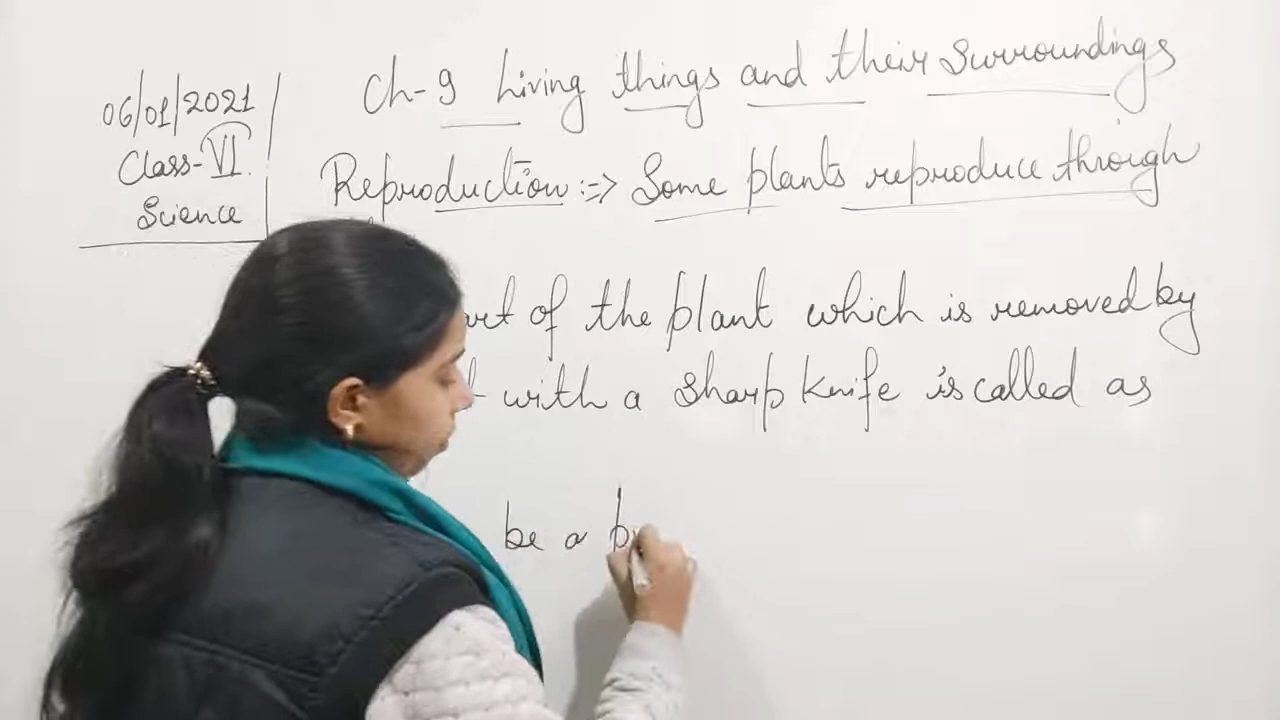 06/01/2021
Class-VI.
Science
Ch-9 Living things and their surroundings
Reproduction :=> Some plants reproduce through
of the plant which is removed by
with a sharp knife is called as
be a